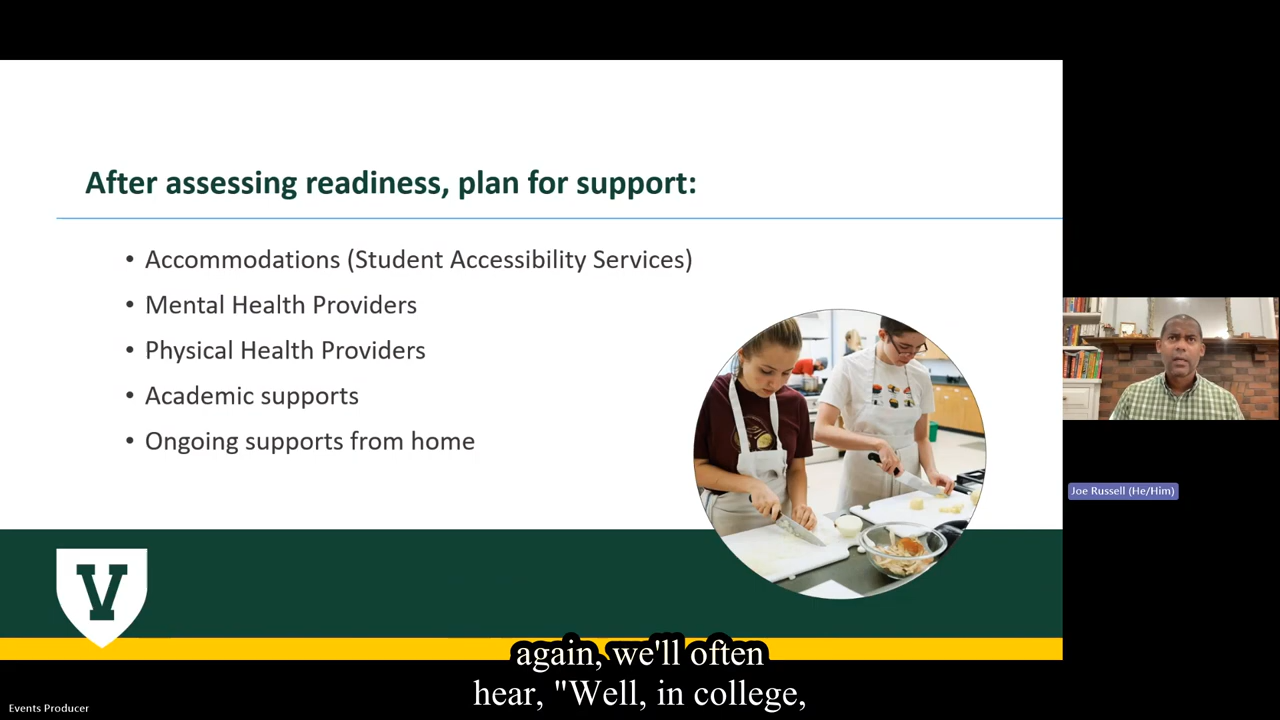 After assessing readiness, plan for support:
• Accommodations (Student Accessibility Services)
• Mental Health Providers
• Physical Health Providers
• Academic supports
• Ongoing supports from home
V
Joe Russell (He/Him)
again, we'll often
hear, "Well, in college,
Events Producer